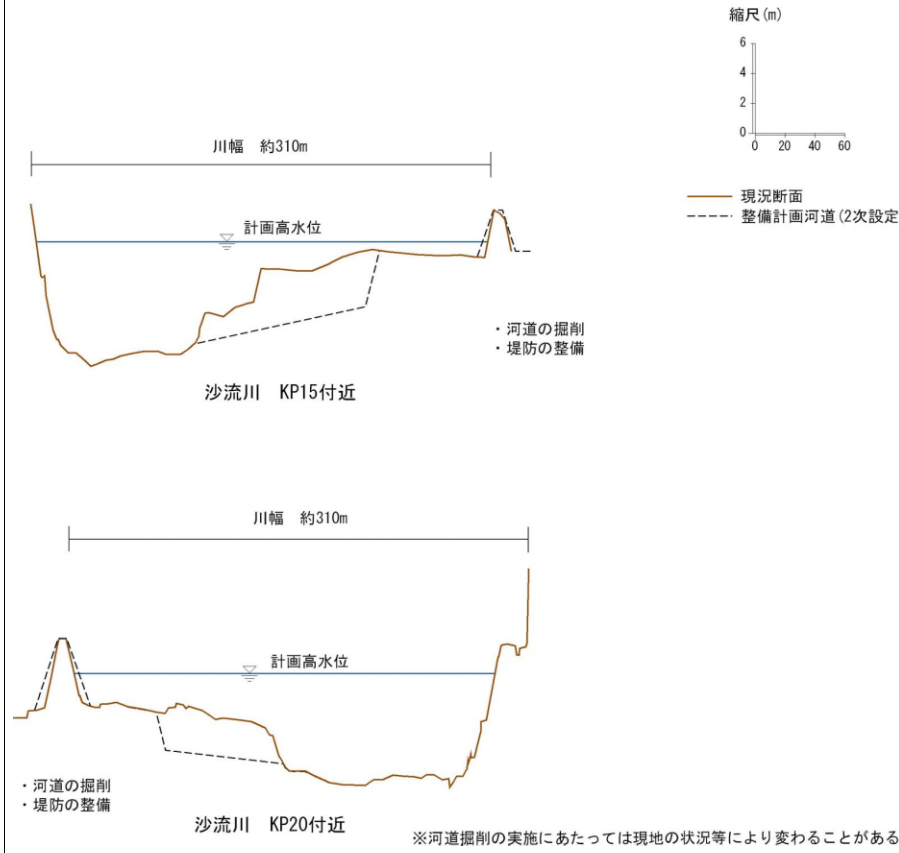 縮尺(m)
6
4
2
0
0 20 40 60
現況断面
整備計画河道(2次設定
川幅 約310m
計画高水位
・河道の掘削
・堤防の整備
沙流川 KP15付近
川幅 約310m
計画高水位
・河道の掘削
・堤防の整備
沙流川 KP20付近
※河道掘削の実施にあたっては現地の状況等により変わることがある